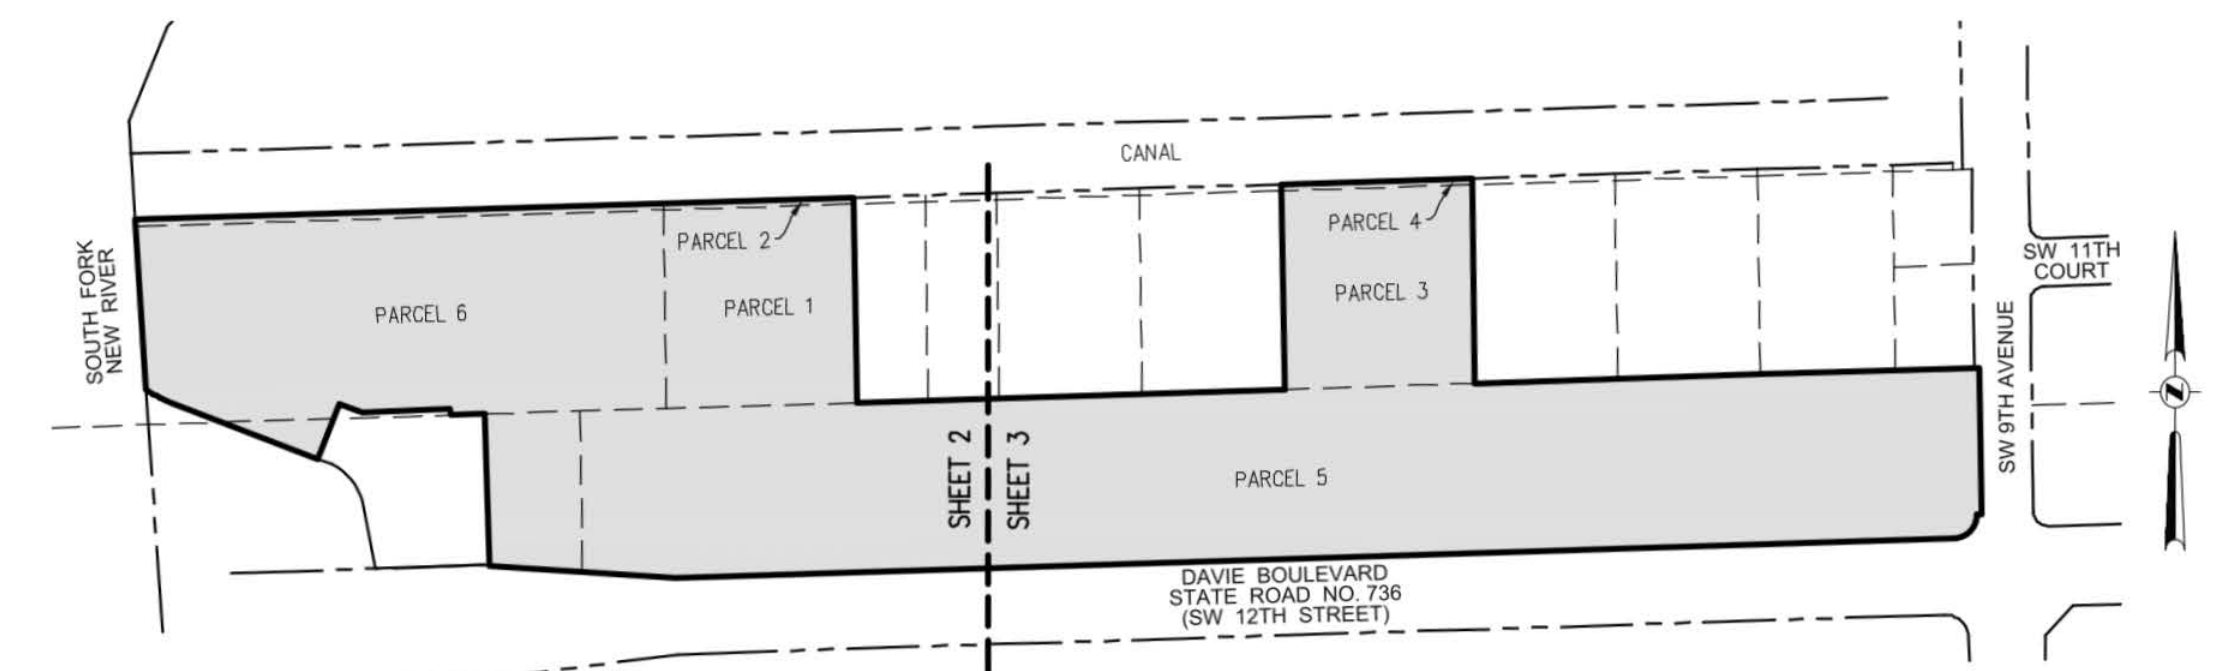 CANAL
PARCEL 2
PARCEL 4
SOUTH FORK
NEW RIVER
PARCEL 6
PARCEL 1
PARCEL 3
SW 11TH
COURT
SW 9TH AVENUE
SHEET 2
SHEET 3
PARCEL 5
DAVIE BOULEVARD
STATE ROAD NO. 736
(SW 12TH STREET)
Z